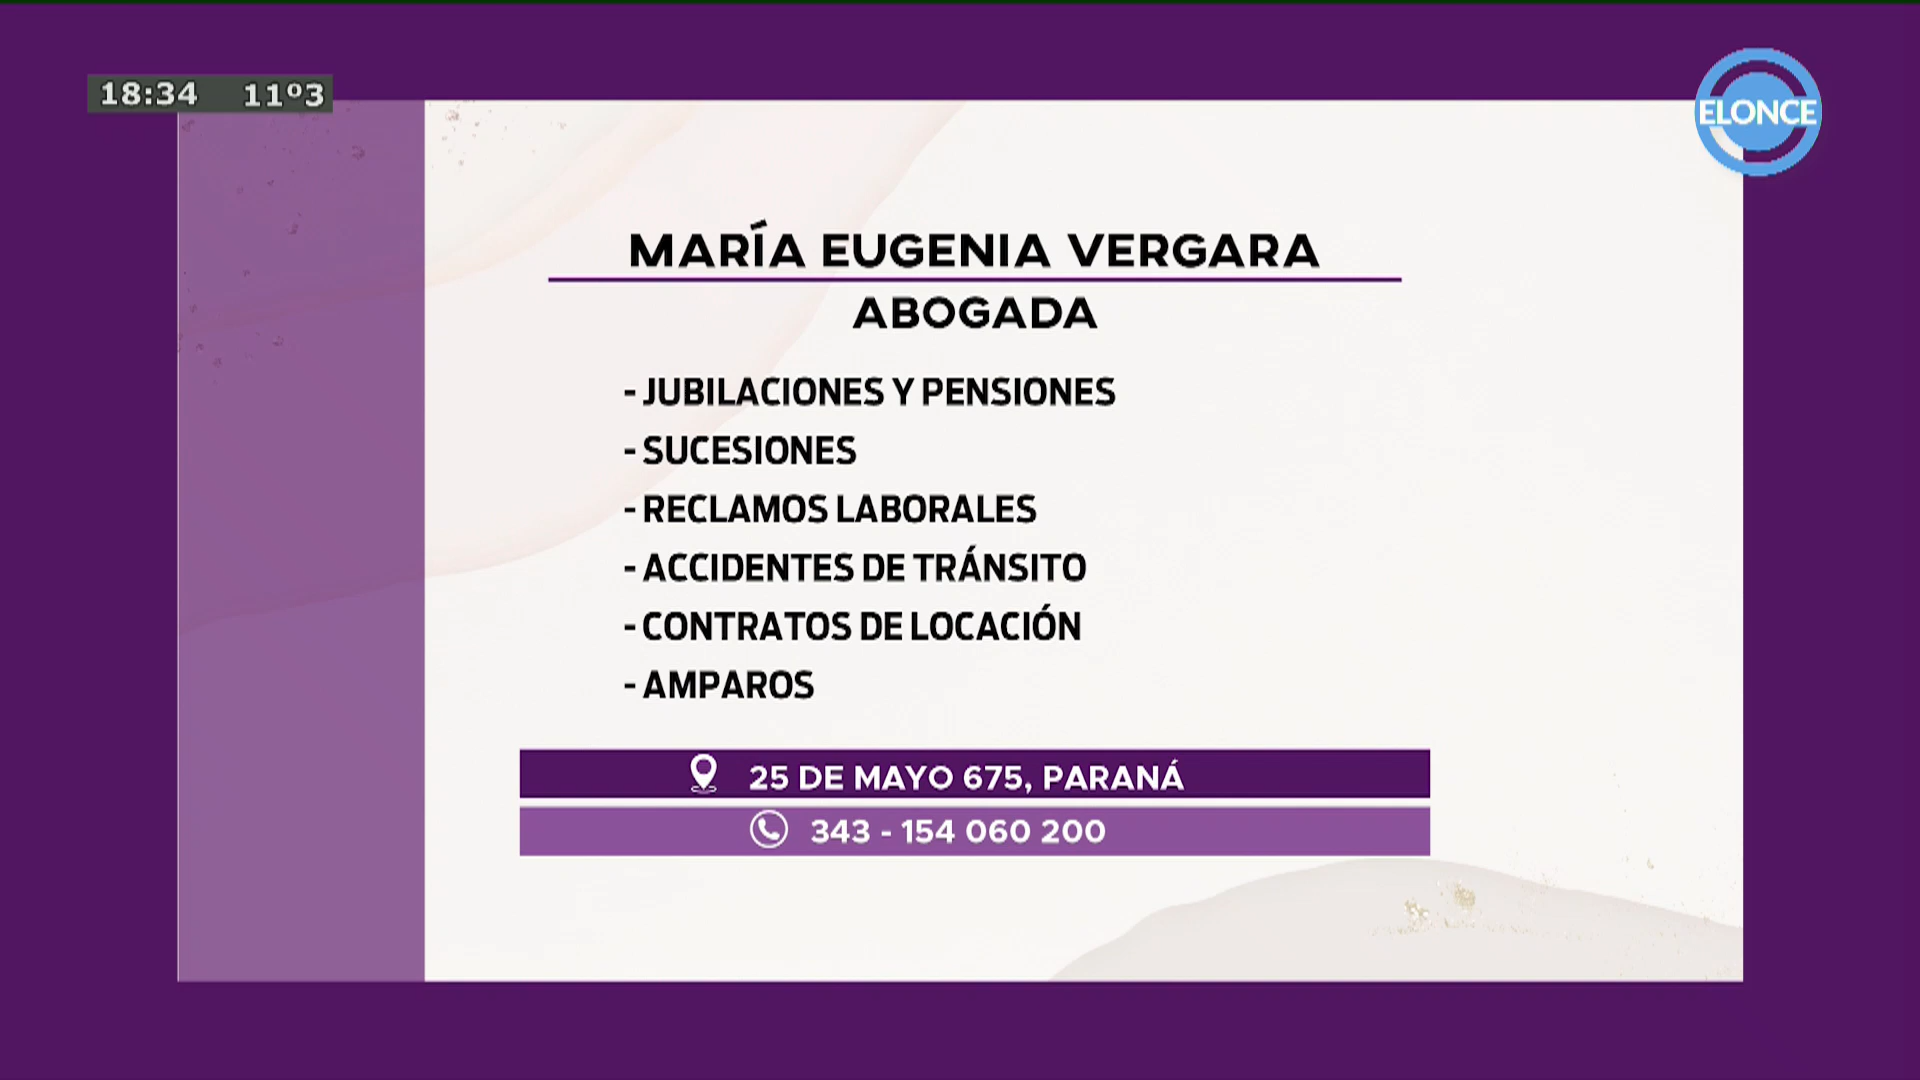 18:34 11º3
ELONCE
MARÍA EUGENIA VERGARA
ABOGADA
- JUBILACIONES Y PENSIONES
- SUCESIONES
- RECLAMOS LABORALES
- ACCIDENTES DE TRÁNSITO
- CONTRATOS DE LOCACIÓN
- AMPAROS
25 DE MAYO 675, PARANÁ
343 - 154 060 200